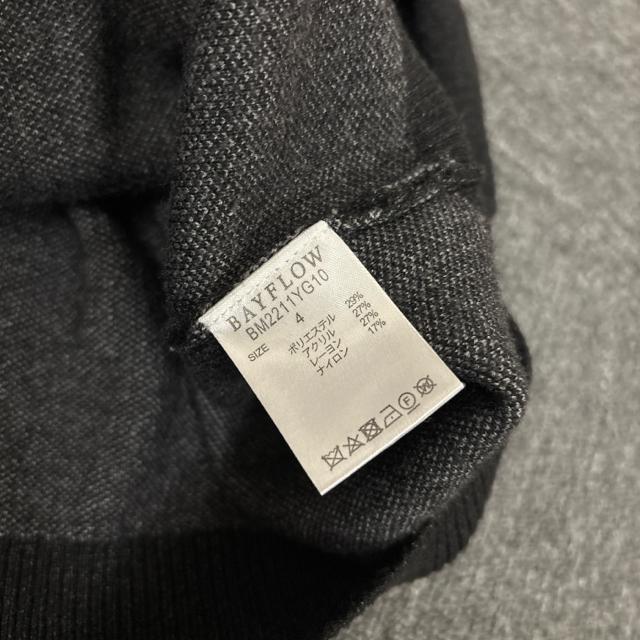 BAYFLOW
BM2211YG10
SIZE 4
ポリエステル 29%
アクリル 27%
レーヨン 27%
ナイロン 17%